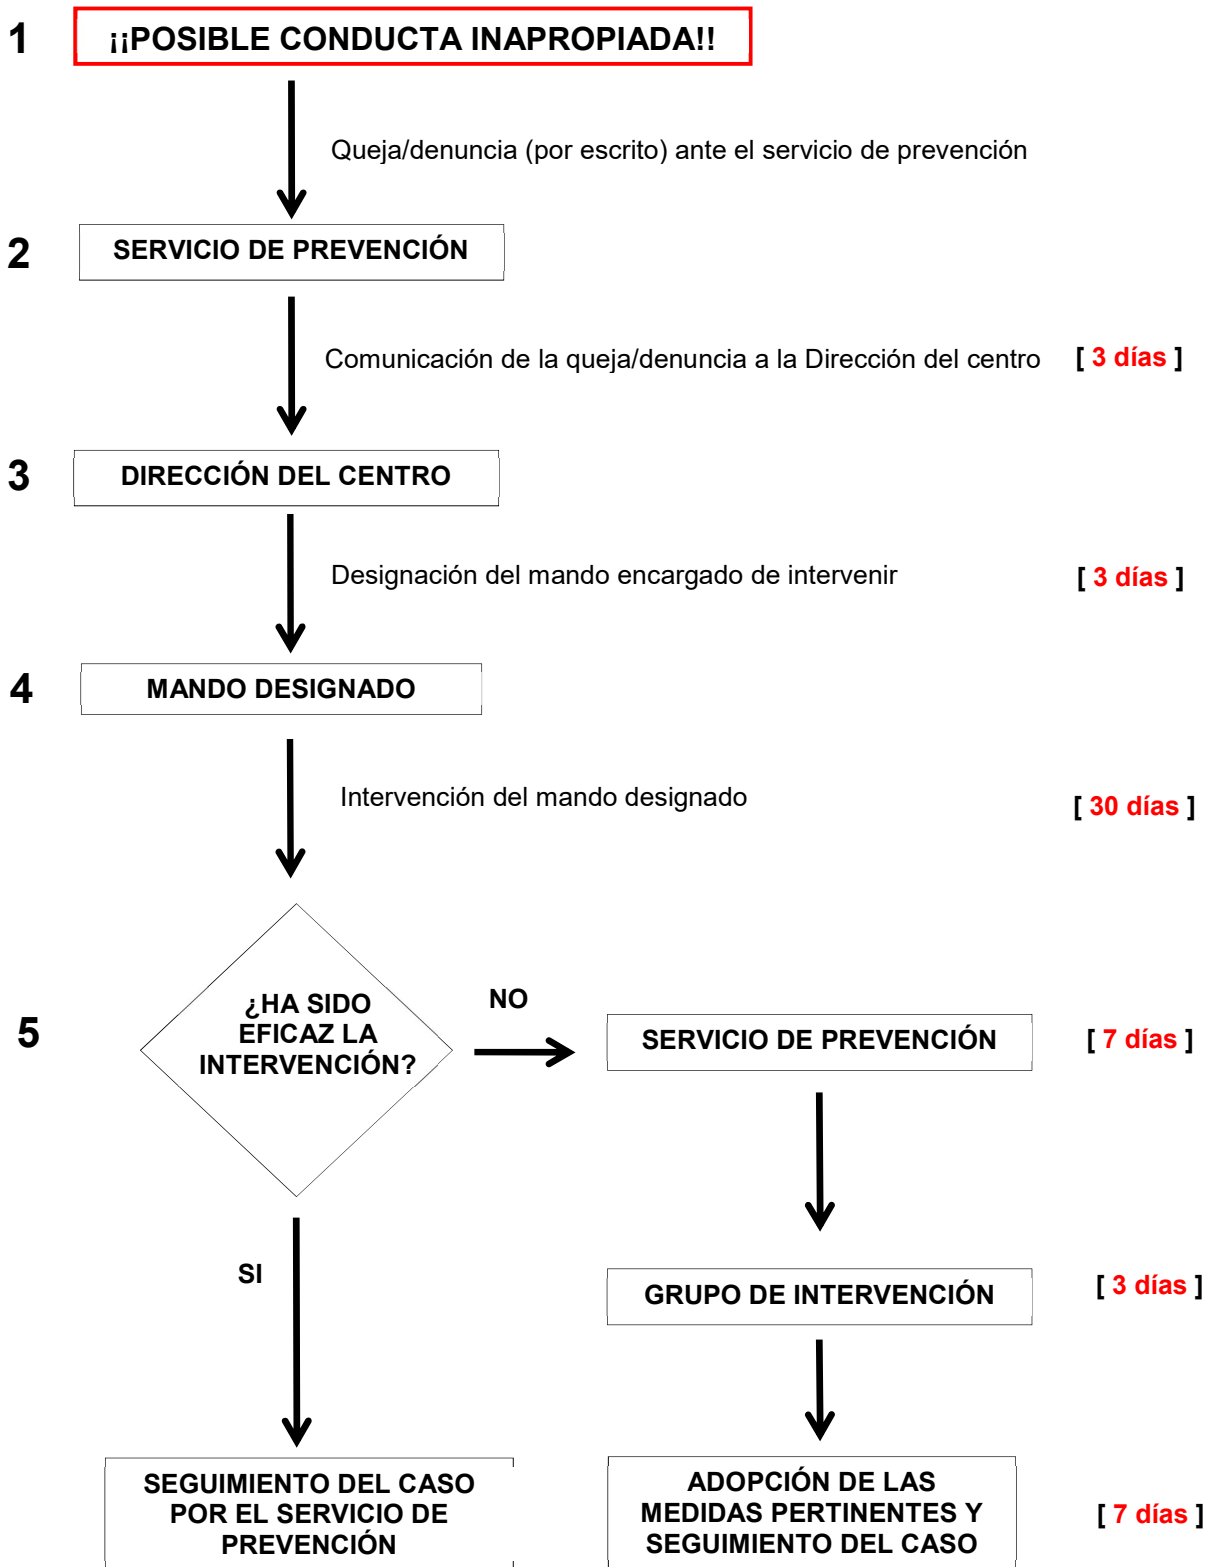 1 ¡¡POSIBLE CONDUCTA INAPROPIADA!!
Queja/denuncia (por escrito) ante el servicio de prevención
2 SERVICIO DE PREVENCIÓN
Comunicación de la queja/denuncia a la Dirección del centro [ 3 días ]
3 DIRECCIÓN DEL CENTRO
Designación del mando encargado de intervenir [ 3 días ]
4 MANDO DESIGNADO
Intervención del mando designado [ 30 días ]
5
¿HA SIDO
EFICAZ LA
INTERVENCIÓN?
NO
SERVICIO DE PREVENCIÓN [ 7 días ]
SI
GRUPO DE INTERVENCIÓN [ 3 días ]
SEGUIMIENTO DEL CASO
POR EL SERVICIO DE
PREVENCIÓN
ADOPCIÓN DE LAS
MEDIDAS PERTINENTES Y
SEGUIMIENTO DEL CASO
[ 7 días ]